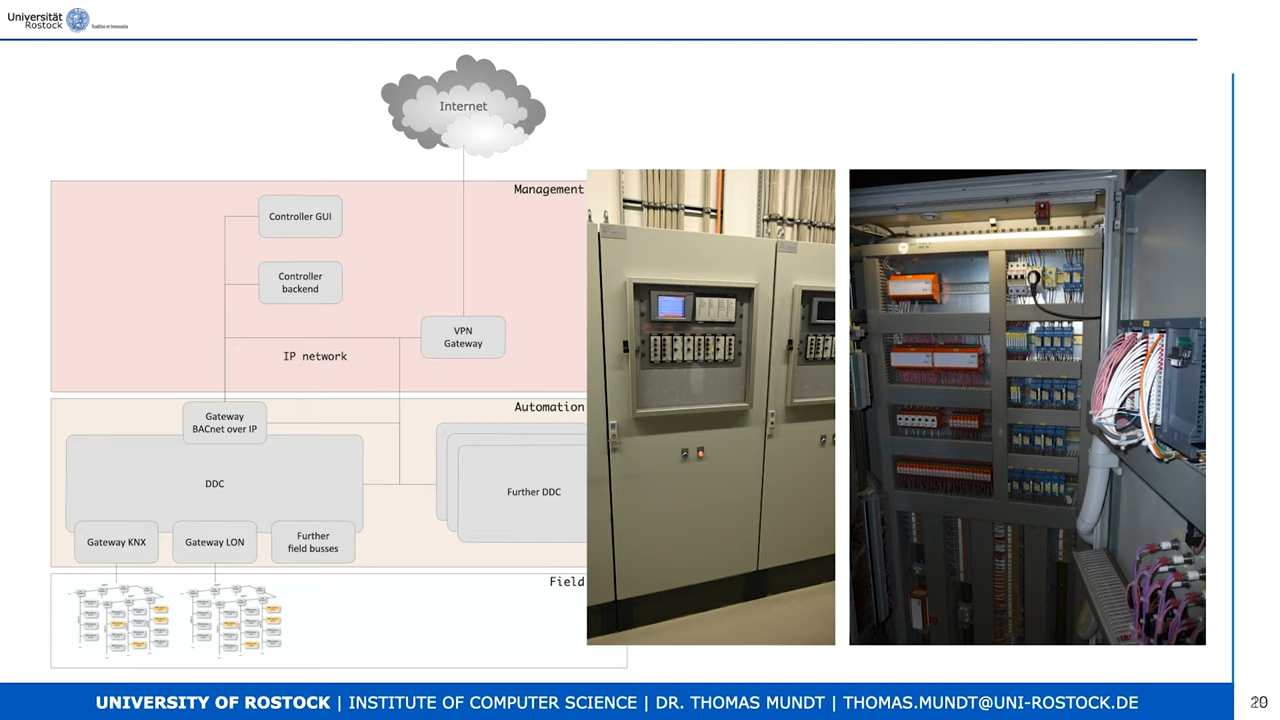 Universität
Rostock
Traditio et Innovatio
Internet
Management
Controller GUI
Controller
backend
VPN
Gateway
IP network
Automation
Gateway
BACnet over IP
DDC
Further DDC
Gateway KNX
Gateway LON
Further
field busses
Field
UNIVERSITY OF ROSTOCK | INSTITUTE OF COMPUTER SCIENCE | DR. THOMAS MUNDT | THOMAS.MUNDT@UNI-ROSTOCK.DE